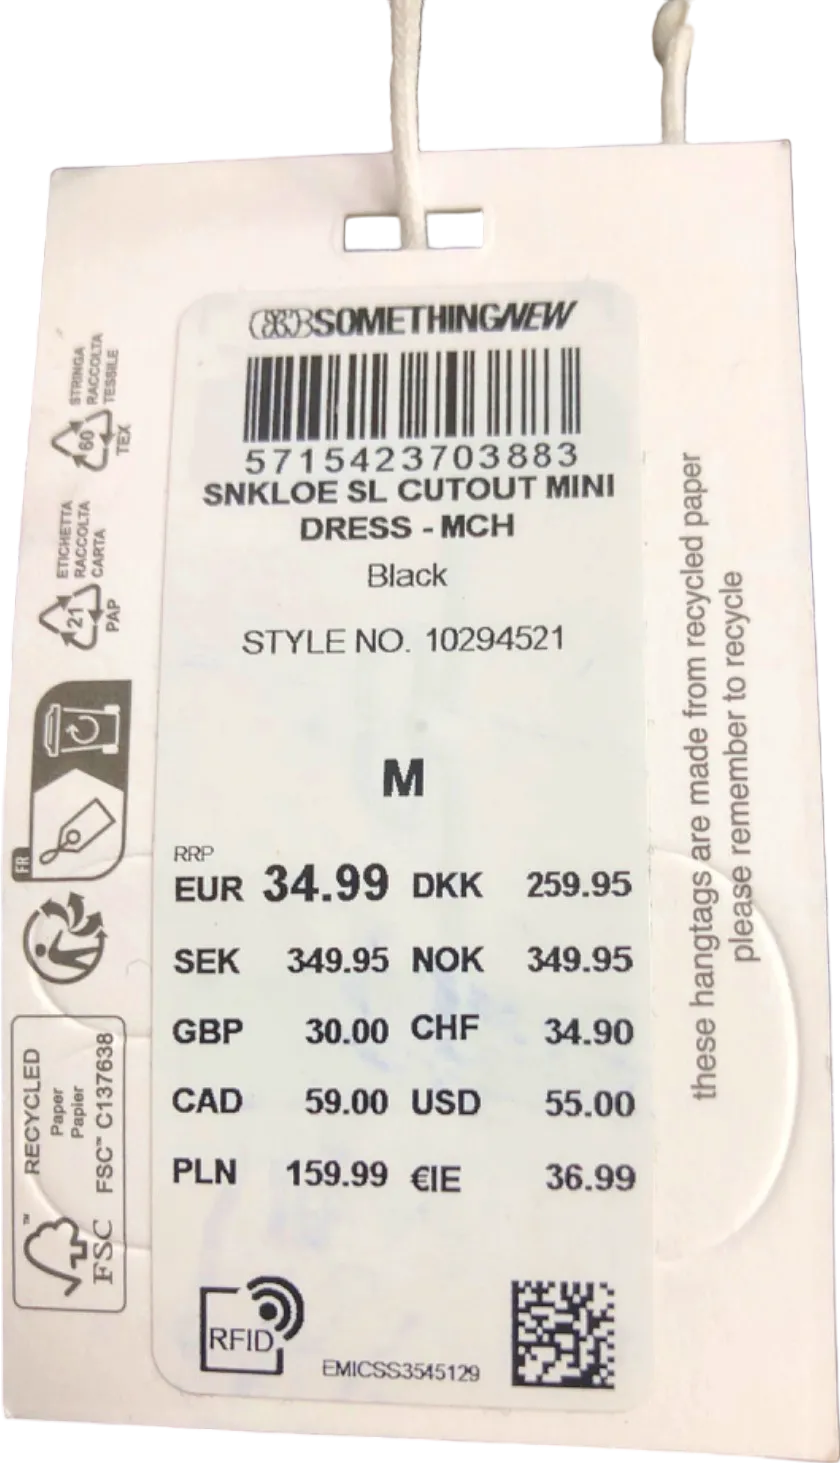 SOMETHINGNEW
5715423703883
SNKLOE SL CUTOUT MINI
DRESS - MCH
Black
STYLE NO. 10294521
M
RRP
EUR 34.99 DKK 259.95
SEK 349.95 NOK 349.95
GBP 30.00 CHF 34.90
CAD 59.00 USD 55.00
PLN 159.99 €IE 36.99
RFID
EMICSS3545129
STRINGA
RACCOLTA
TESSILE
60
TEX
ETICHETTA
RACCOLTA
CARTA
21
PAP
FR
RECYCLED
Paper
Papier
FSC™ C137638
™
FSC
these hangtags are made from recycled paper
please remember to recycle